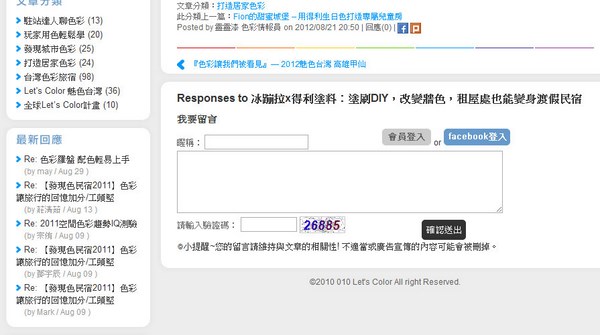 文章分類
駐站達人聊色彩 (13)
玩家用色輕鬆學 (20)
發現城市色彩 (25)
打造居家色彩 (24)
台灣色彩旅宿 (98)
Let's Color 魅色台灣 (36)
全球Let's Color計畫 (10)
最新回應
Re: 色彩羅盤 配色輕易上手
(by may / Aug 29 )
Re: 【發現色民宿2011】色彩
讓旅行的回憶加分/工頭堅
(by 莊清茹 / Aug 13 )
Re: 2011空間色彩趨勢IQ測驗
/ Aug 09 )
Re: 【發現色民宿2011】色彩
讓旅行的回憶加分/工頭堅
(by 鄒宇辰 / Aug 09 )
Re: 【發現色民宿2011】色彩
讓旅行的回憶加分/工頭堅
(by Mark / Aug 09 )
文章分類：打造居家色彩
此分類上一篇：Fion的甜蜜城堡－用得利生日色打造專屬兒童房
Posted by 靈靈漆 色彩情報員 on 2012/08/21 20:50 | 回應(0) |
『色彩讓我們被看見』— 2012魅色台灣 高雄甲仙
Responses to 冰蹦拉x得利塗料：塗刷DIY，改變牆色，租屋處也能變身渡假民宿
我要留言
暱稱： 會員登入 or facebook登入
請輸入驗證碼： 26885 確認送出
☺小提醒~您的留言請維持與文章的相關性! 不適當或廣告宣傳的內容可能會被刪掉。
©2010 010 Let's Color All right Reserved.